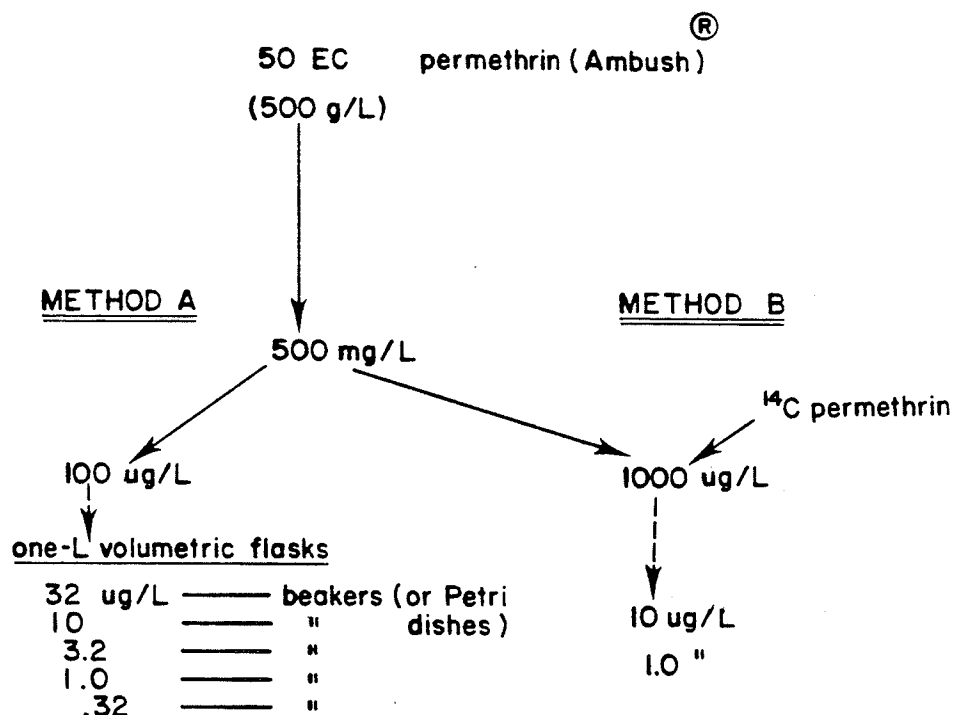 ®
50 EC permethrin (Ambush)
(500 g/L)
METHOD A
METHOD B
500 mg/L
¹⁴C permethrin
100 ug/L
1000 ug/L
one-L volumetric flasks
32 ug/L beakers (or Petri
10 " dishes)
3.2 "
1.0 "
.32 "
10 ug/L
1.0 "